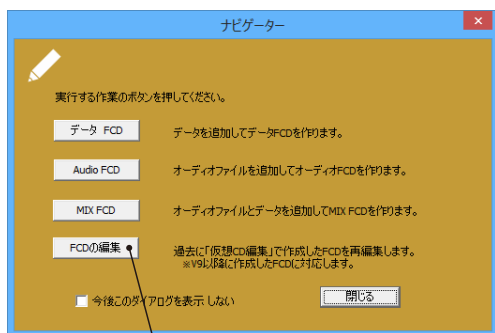 ナビゲーター
実行する作業のボタンを押してください。
データ FCD
データを追加してデータFCDを作ります。
Audio FCD
オーディオファイルを追加してオーディオFCDを作ります。
MIX FCD
オーディオファイルとデータを追加してMIX FCDを作ります。
FCDの編集
過去に「仮想CD編集」で作成したFCDを再編集します。
※V9以降に作成したFCDに対応します。
今後このダイアログを表示しない
閉じる